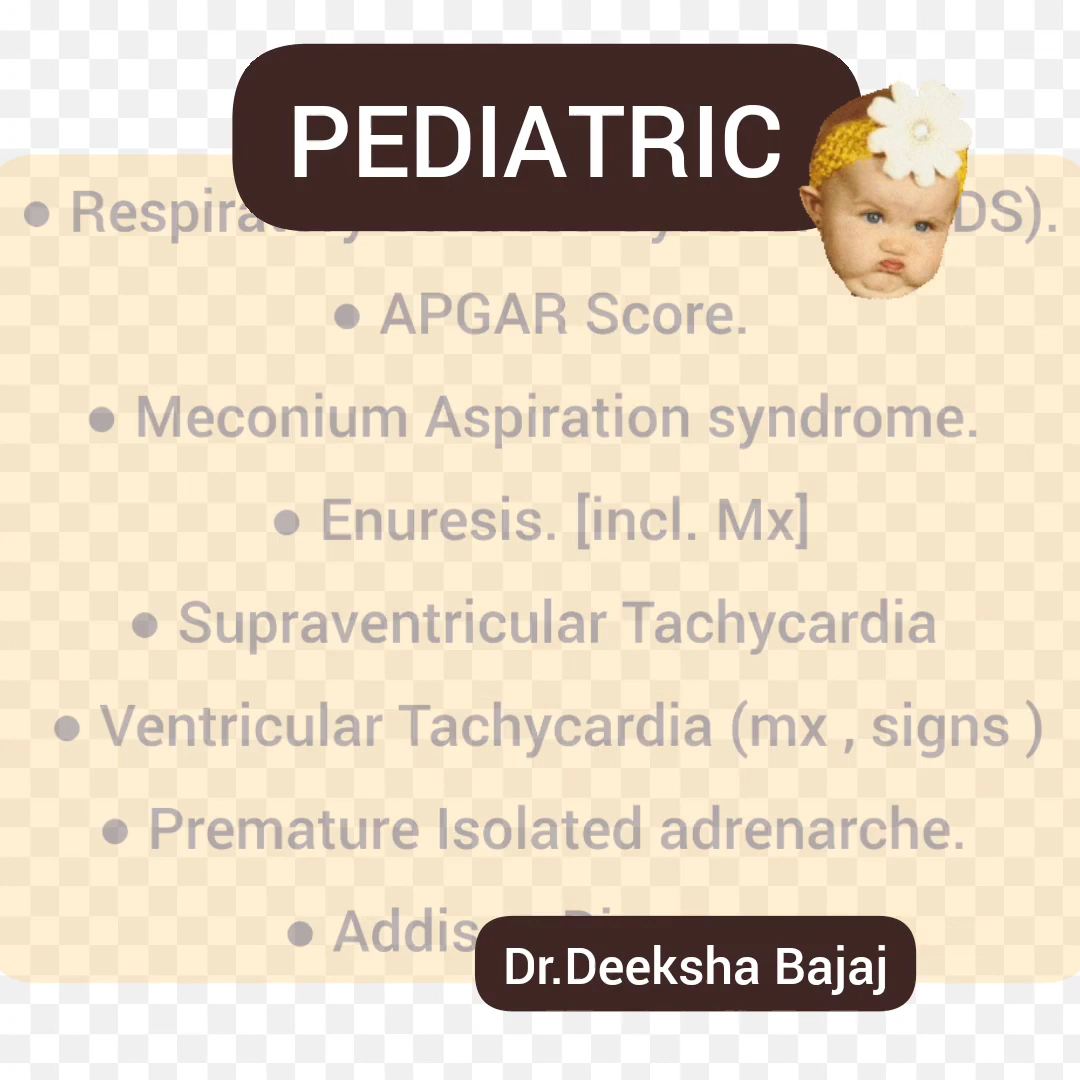 PEDIATRIC
• Respira DS).
• APGAR Score.
• Meconium Aspiration syndrome.
• Enuresis. [incl. Mx]
• Supraventricular Tachycardia
• Ventricular Tachycardia (mx , signs )
• Premature Isolated adrenarche.
• Addis
Dr.Deeksha Bajaj